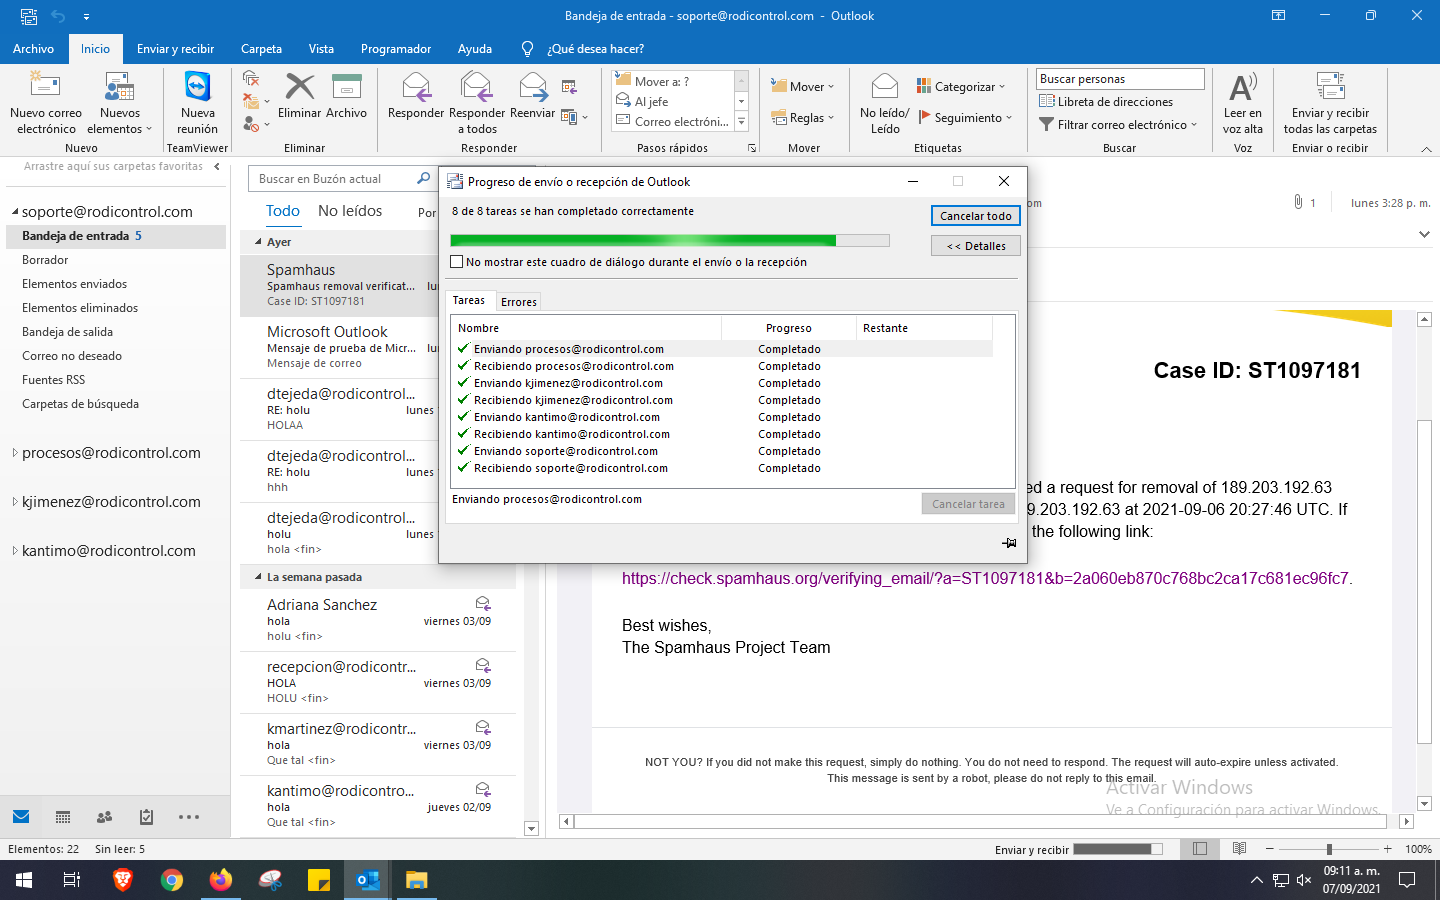 Bandeja de entrada - soporte@rodicontrol.com - Outlook
Archivo Inicio Enviar y recibir Carpeta Vista Programador Ayuda ¿Qué desea hacer?
Nuevo correo electrónico
Nuevos elementos
Nuevo
Nueva reunión
TeamViewer
Eliminar Archivo
Eliminar
Responder
Responder a todos
Reenviar
Responder
Mover a: ?
Al jefe
Correo electróni...
Pasos rápidos
Mover
Reglas
Mover
No leído/ Leído
Categorizar
Seguimiento
Etiquetas
Buscar personas
Libreta de direcciones
Filtrar correo electrónico
Buscar
Leer en voz alta
Voz
Enviar y recibir todas las carpetas
Enviar o recibir
Arrastre aquí sus carpetas favoritas
soporte@rodicontrol.com
Bandeja de entrada 5
Borrador
Elementos enviados
Elementos eliminados
Bandeja de salida
Correo no deseado
Fuentes RSS
Carpetas de búsqueda
procesos@rodicontrol.com
kjimenez@rodicontrol.com
kantimo@rodicontrol.com
Buscar en Buzón actual
Todo No leídos Por
Ayer
Spamhaus
Spamhaus removal verificat... lu
Case ID: ST1097181
Microsoft Outlook
Mensaje de prueba de Micr... lu
Mensaje de correo
dtejeda@rodicontrol...
RE: holu lunes
HOLAA
dtejeda@rodicontrol...
RE: holu lunes
hhh
dtejeda@rodicontrol...
holu lunes
hola <fin>
La semana pasada
Adriana Sanchez
hola viernes 03/09
holu <fin>
recepcion@rodicontr...
HOLA viernes 03/09
HOLU <fin>
kmartinez@rodicontr...
hola viernes 03/09
Que tal <fin>
kantimo@rodicontro...
hola jueves 02/09
Que tal <fin>
Progreso de envío o recepción de Outlook
8 de 8 tareas se han completado correctamente
Cancelar todo
<< Detalles
No mostrar este cuadro de diálogo durante el envío o la recepción
Tareas Errores
Nombre Progreso Restante
Enviando procesos@rodicontrol.com Completado
Recibiendo procesos@rodicontrol.com Completado
Enviando kjimenez@rodicontrol.com Completado
Recibiendo kjimenez@rodicontrol.com Completado
Enviando kantimo@rodicontrol.com Completado
Recibiendo kantimo@rodicontrol.com Completado
Enviando soporte@rodicontrol.com Completado
Recibiendo soporte@rodicontrol.com Completado
Enviando procesos@rodicontrol.com
Cancelar tarea
om 1 lunes 3:28 p. m.
Case ID: ST1097181
ed a request for removal of 189.203.192.63
9.203.192.63 at 2021-09-06 20:27:46 UTC. If
the following link:
https://check.spamhaus.org/verifying_email/?a=ST1097181&b=2a060eb870c768bc2ca17c681ec96fc7.
Best wishes,
The Spamhaus Project Team
NOT YOU? If you did not make this request, simply do nothing. You do not need to respond. The request will auto-expire unless activated.
This message is sent by a robot, please do not reply to this email.
Activar Windows
Ve a Configuración para activar Windows.
Elementos: 22 Sin leer: 5
Enviar y recibir
100%
09:11 a. m.
07/09/2021